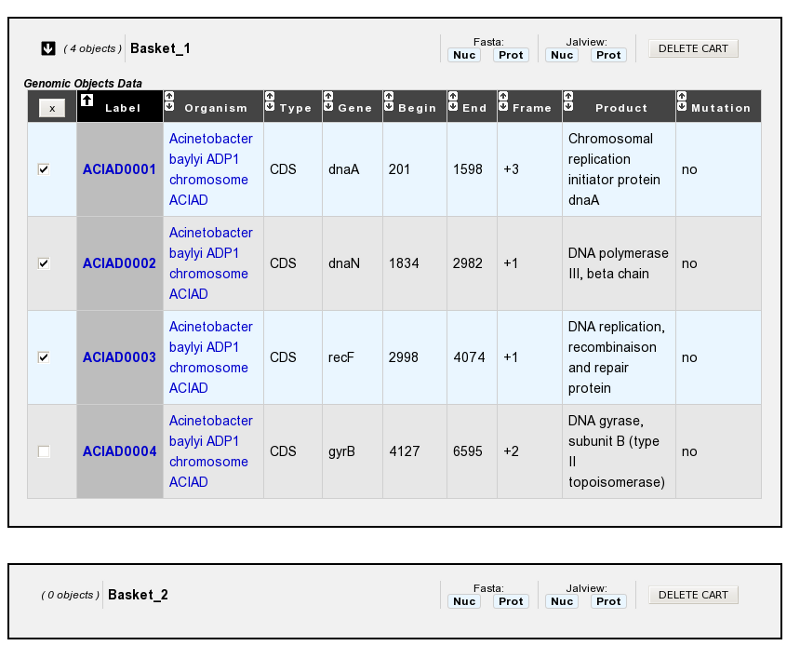 ( 4 objects ) Basket_1 Fasta: Jalview: DELETE CART
Nuc Prot Nuc Prot
Genomic Objects Data
x Label Organism Type Gene Begin End Frame Product Mutation
ACIAD0001 Acinetobacter baylyi ADP1 chromosome ACIAD CDS dnaA 201 1598 +3 Chromosomal replication initiator protein dnaA no
ACIAD0002 Acinetobacter baylyi ADP1 chromosome ACIAD CDS dnaN 1834 2982 +1 DNA polymerase III, beta chain no
ACIAD0003 Acinetobacter baylyi ADP1 chromosome ACIAD CDS recF 2998 4074 +1 DNA replication, recombinaison and repair protein no
ACIAD0004 Acinetobacter baylyi ADP1 chromosome ACIAD CDS gyrB 4127 6595 +2 DNA gyrase, subunit B (type II topoisomerase) no
( 0 objects ) Basket_2 Fasta: Jalview: DELETE CART
Nuc Prot Nuc Prot